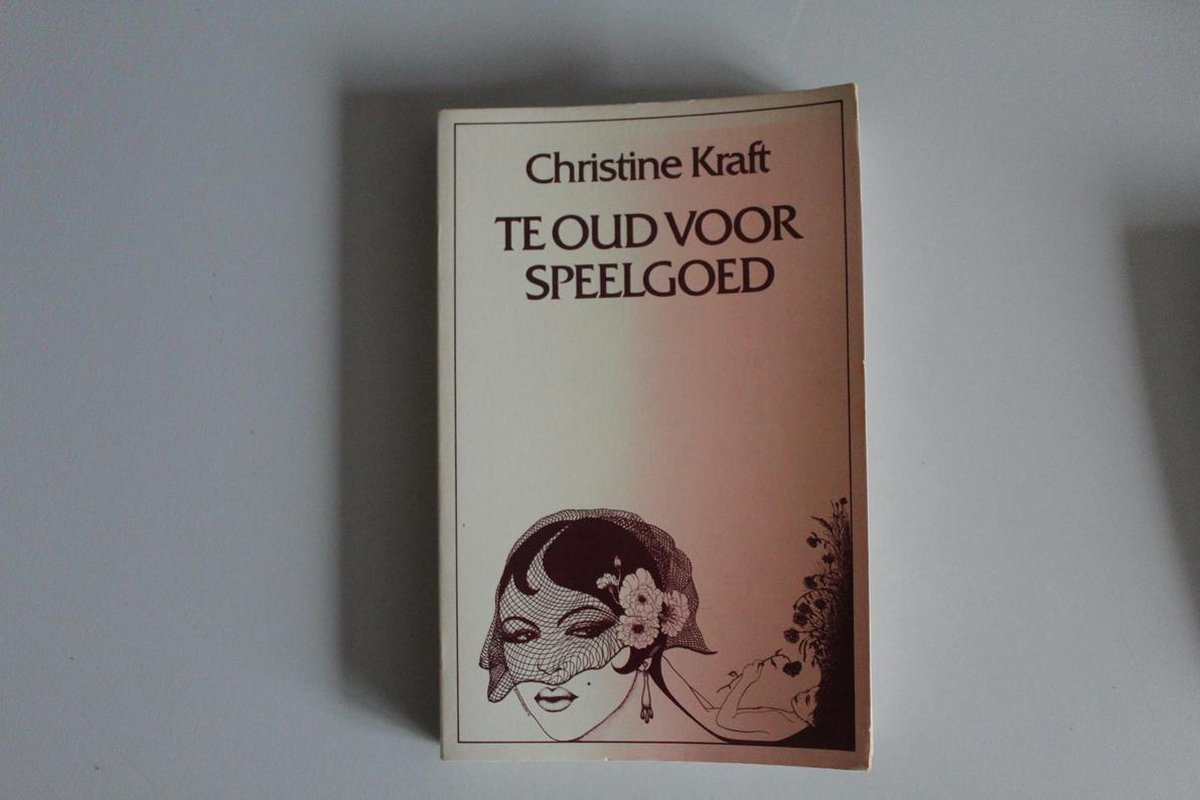 Christine Kraft
TE OUD VOOR
SPEELGOED